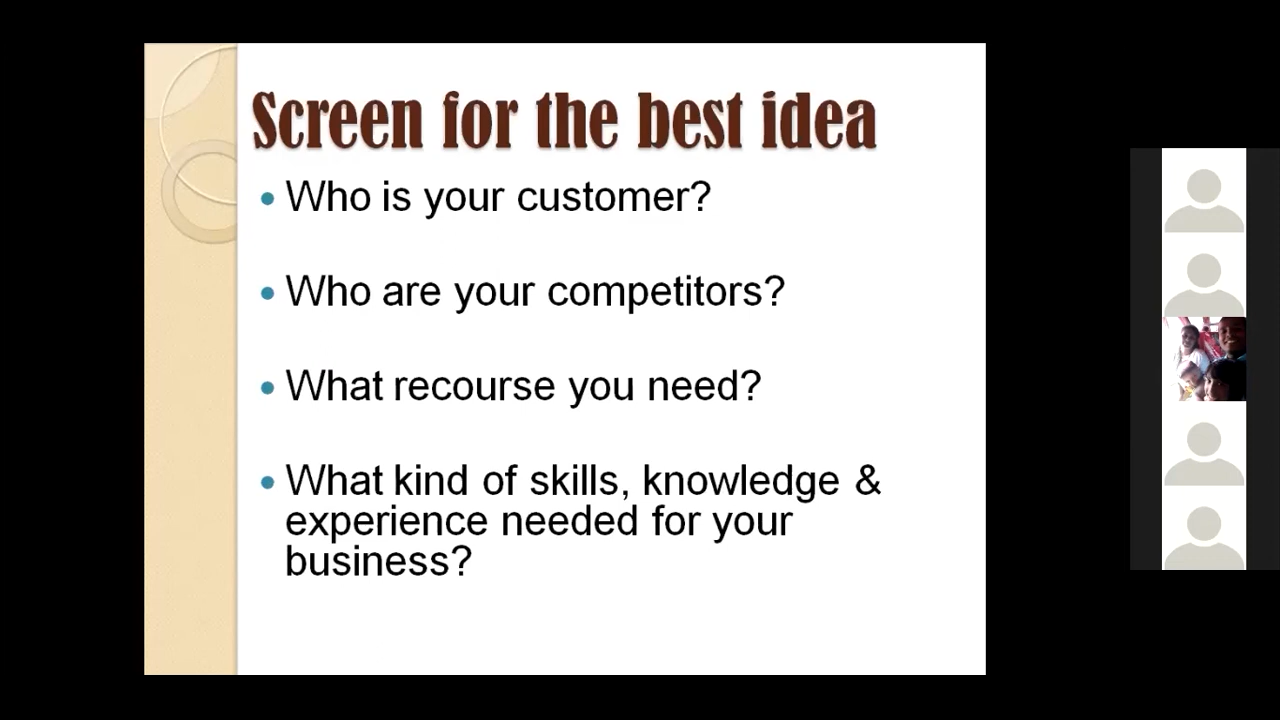 Screen for the best idea
• Who is your customer?
• Who are your competitors?
• What recourse you need?
• What kind of skills, knowledge &
experience needed for your
business?